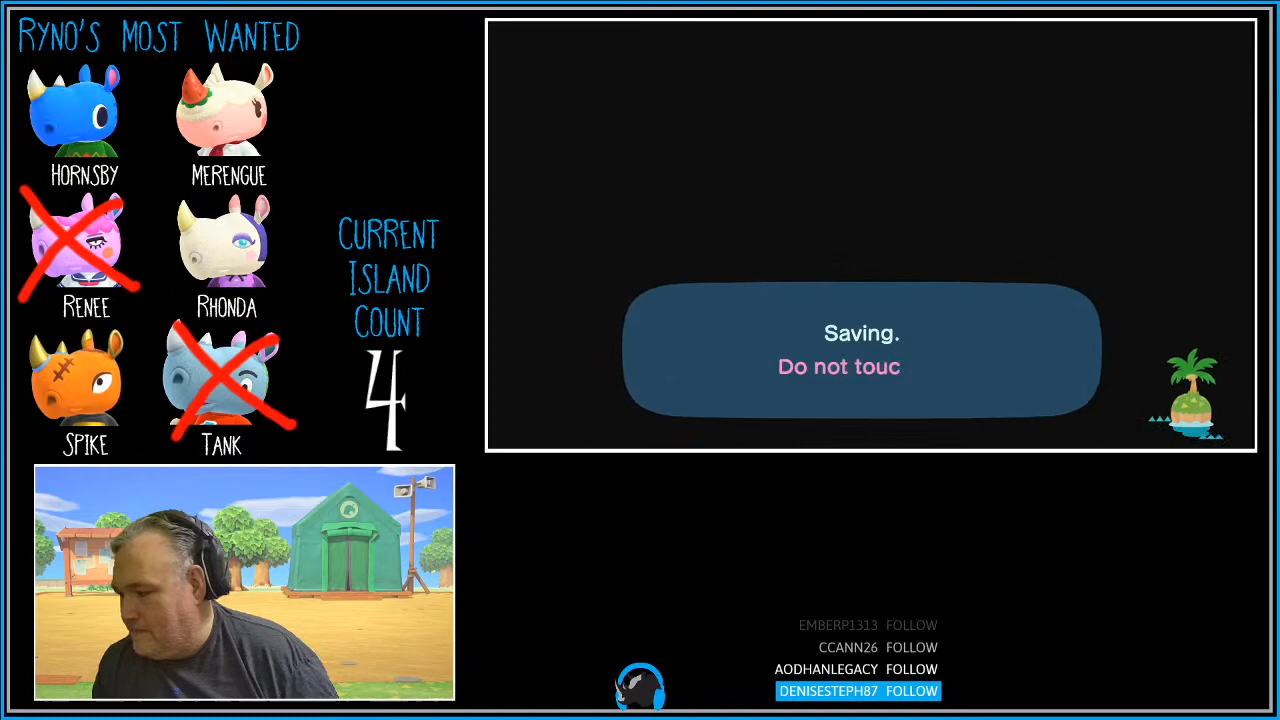 RYNO'S MOST WANTED
HORNSBY
MERENGUE
RENEE
RHONDA
SPIKE
TANK
CURRENT
ISLAND
COUNT
4
Saving.
Do not touc
EMBERP1313 FOLLOW
CCANN26 FOLLOW
AODHANLEGACY FOLLOW
DENISESTEPH87 FOLLOW